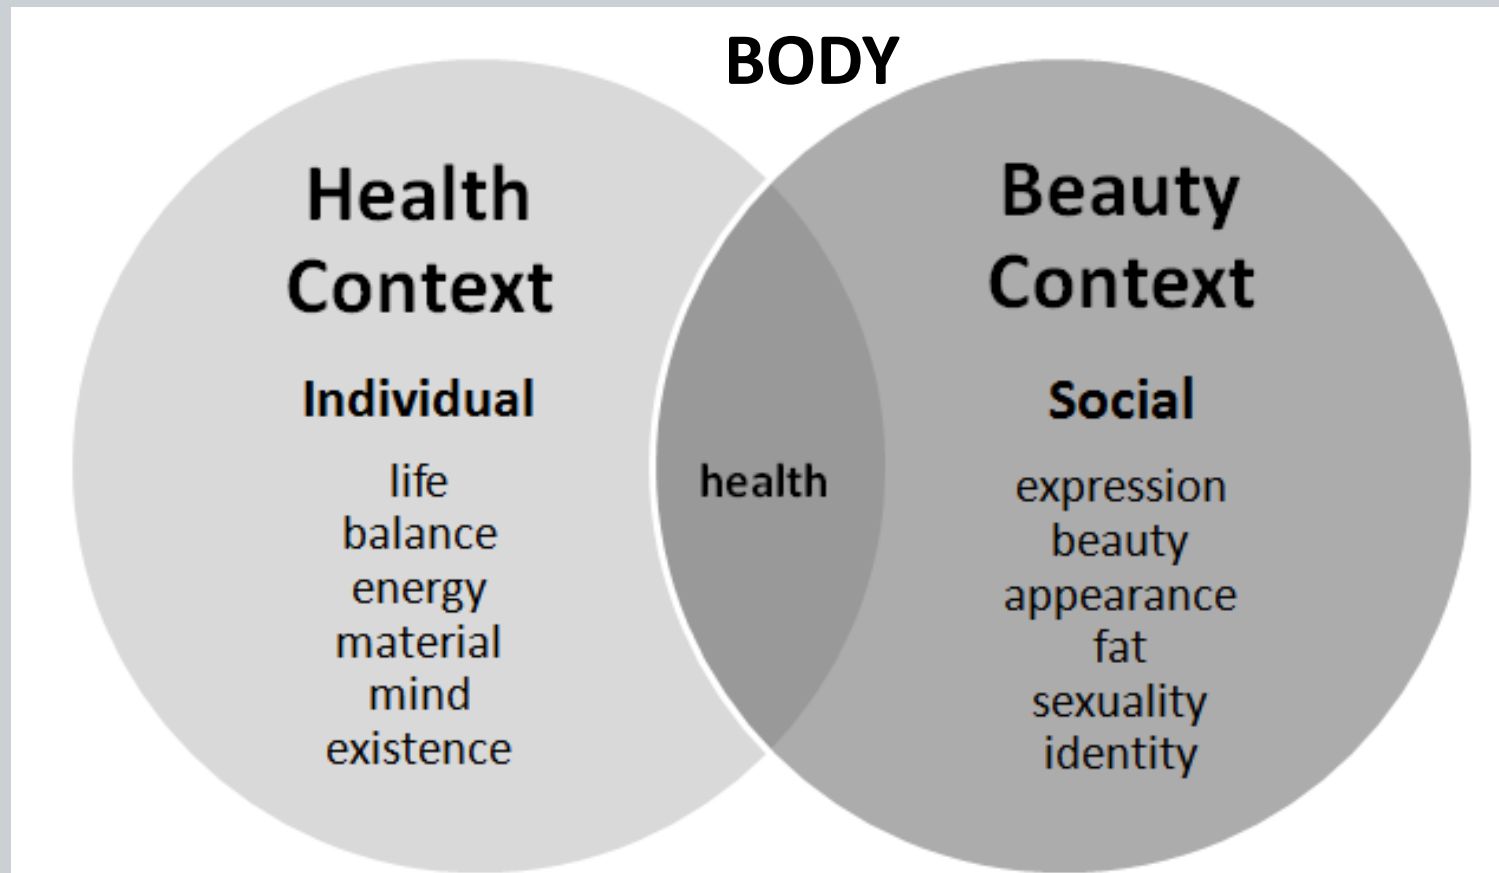 BODY
Health
Context
Individual
life
balance
energy
material
mind
existence
health
Beauty
Context
Social
expression
beauty
appearance
fat
sexuality
identity